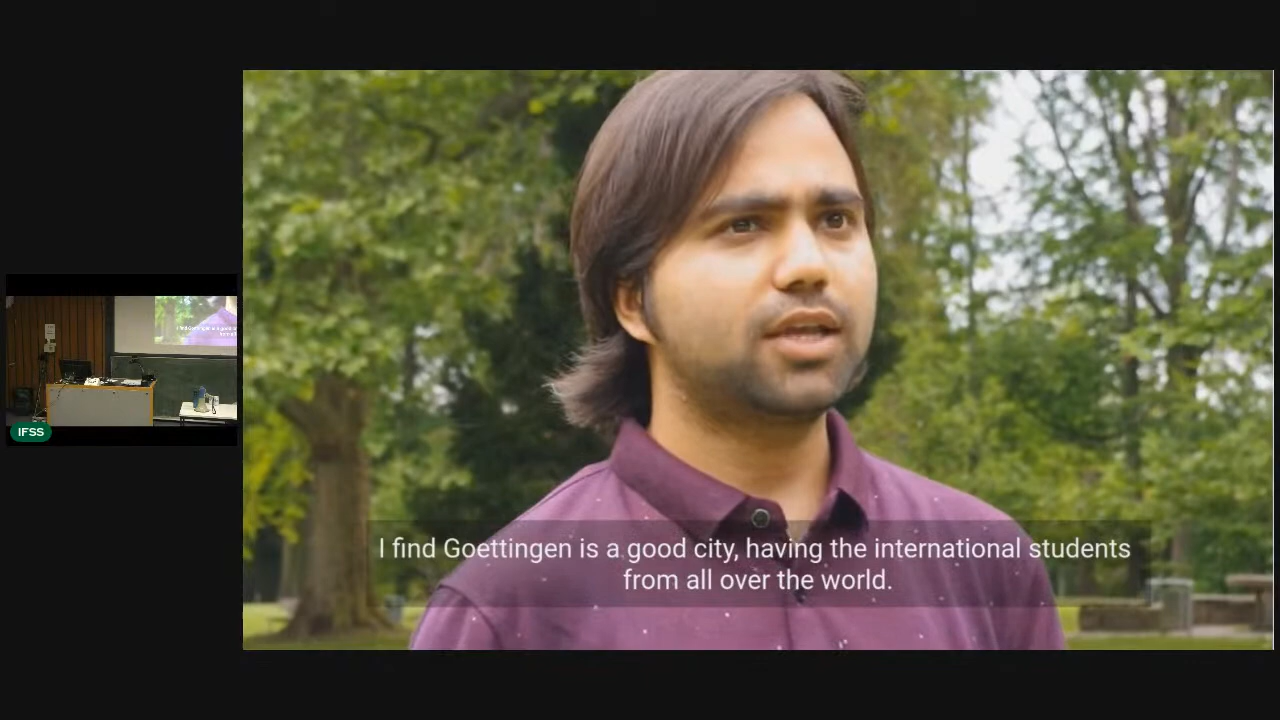 IFSS
I find Goettingen is a good city, having the international students
from all over the world.